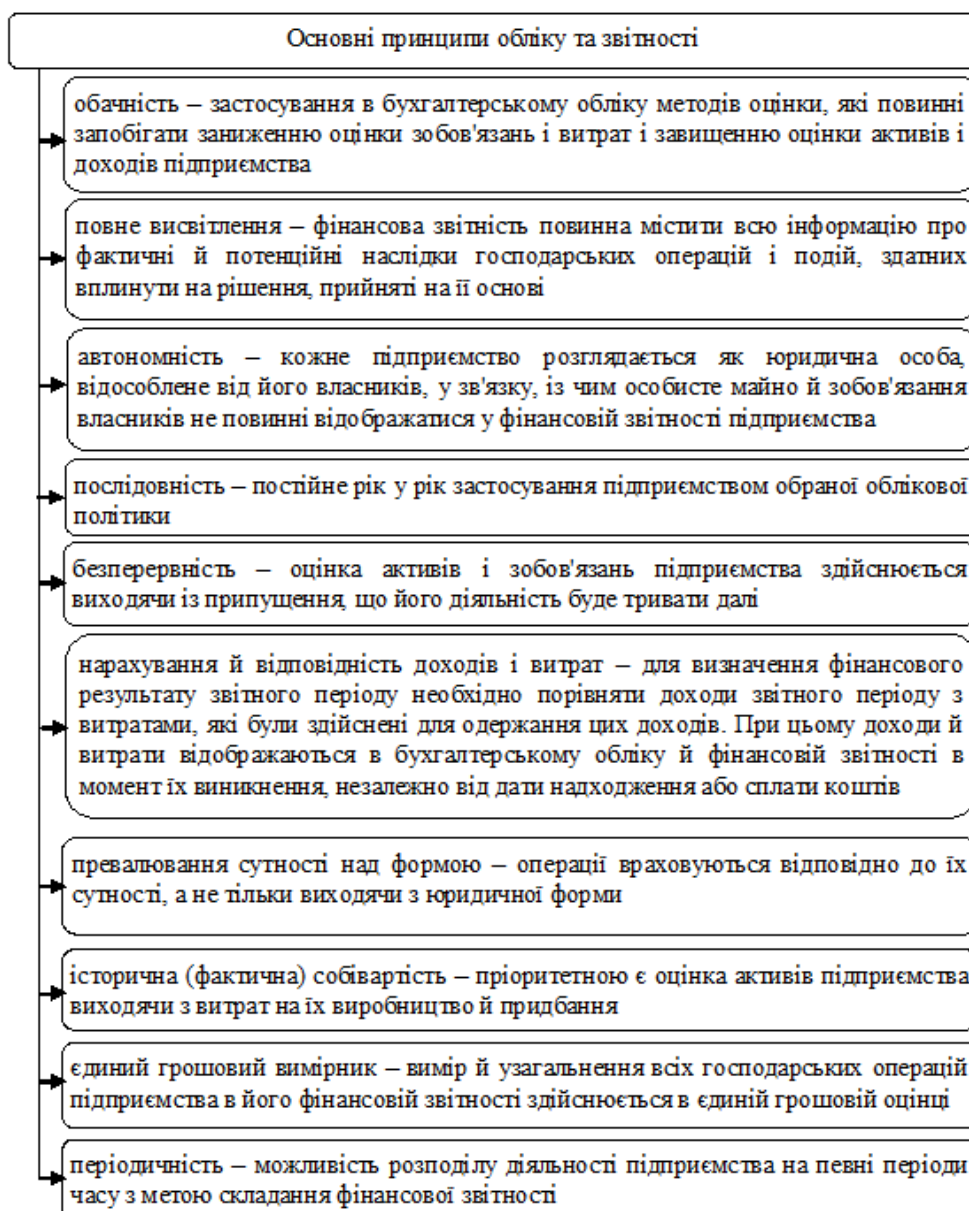 Основні принципи обліку та звітності
обачність – застосування в бухгалтерському обліку методів оцінки, які повинні
запобігати заниженню оцінки зобов'язань і витрат і завищенню оцінки активів і
доходів підприємства
повне висвітлення – фінансова звітність повинна містити всю інформацію про
фактичні й потенційні наслідки господарських операцій і подій, здатних
вплинути на рішення, прийняті на її основі
автономність – кожне підприємство розглядається як юридична особа,
відособлене від його власників, у зв'язку, із чим особисте майно й зобов'язання
власників не повинні відображатися у фінансовій звітності підприємства
послідовність – постійне рік у рік застосування підприємством обраної облікової
політики
безперервність – оцінка активів і зобов'язань підприємства здійснюється
виходячи із припущення, що його діяльність буде тривати далі
нарахування й відповідність доходів і витрат – для визначення фінансового
результату звітного періоду необхідно порівняти доходи звітного періоду з
витратами, які були здійснені для одержання цих доходів. При цьому доходи й
витрати відображаються в бухгалтерському обліку й фінансовій звітності в
момент їх виникнення, незалежно від дати надходження або сплати коштів
превалювання сутності над формою – операції враховуються відповідно до їх
сутності, а не тільки виходячи з юридичної форми
історична (фактична) собівартість – пріоритетною є оцінка активів підприємства
виходячи з витрат на їх виробництво й придбання
єдиний грошовий вимірник – вимір й узагальнення всіх господарських операцій
підприємства в його фінансовій звітності здійснюється в єдиній грошовій оцінці
періодичність – можливість розподілу діяльності підприємства на певні періоди
часу з метою складання фінансової звітності